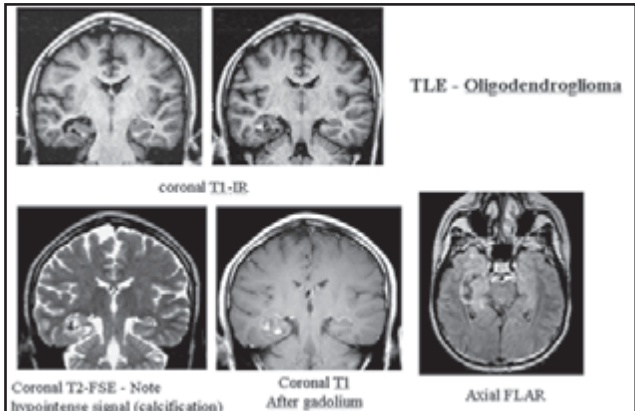 TLE - Oligodendroglioma
coronal T1-IR
Coronal T2-FSE - Note
hypointense signal (calcification)
Coronal T1
After gadolium
Axial FLAR